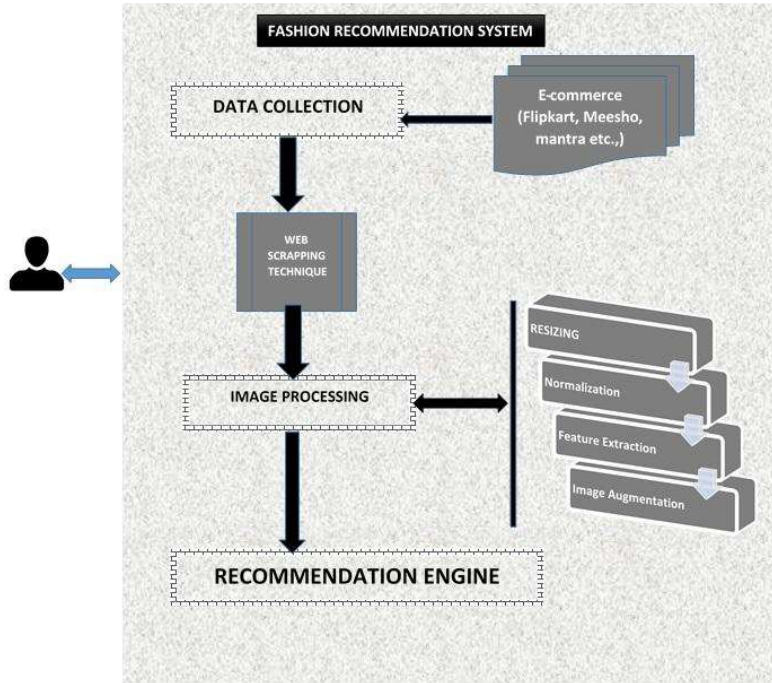 FASHION RECOMMENDATION SYSTEM
DATA COLLECTION
E-commerce
(Flipkart, Meesho,
mantra etc.,)
WEB
SCRAPPING
TECHNIQUE
RESIZING
Normalization
IMAGE PROCESSING
Feature Extraction
Image Augmentation
RECOMMENDATION ENGINE